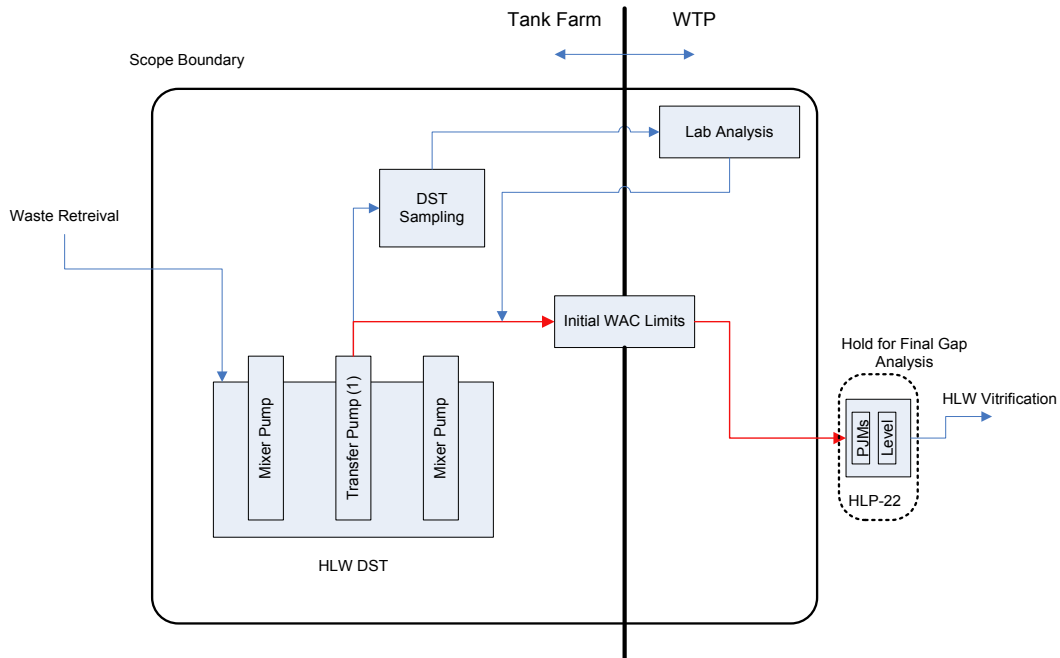 Tank Farm
WTP
Scope Boundary
Lab Analysis
DST
Sampling
Waste Retreival
Initial WAC Limits
Hold for Final Gap
Analysis
HLW Vitrification
Mixer Pump
Transfer Pump (1)
Mixer Pump
PJMs
Level
HLP-22
HLW DST